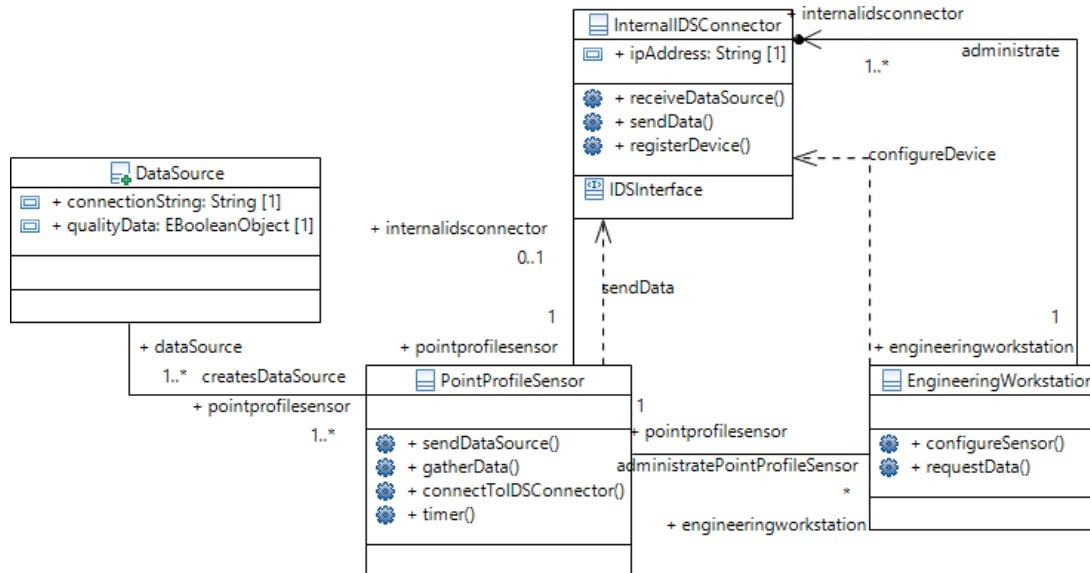 InternalIDSConnector
+ ipAddress: String [1]
+ receiveDataSource()
+ sendData()
+ registerDevice()
<I>
IDSInterface
+ internalidsconnector
administrate
1..*
configureDevice
DataSource
+ connectionString: String [1]
+ qualityData: EBooleanObject [1]
+ internalidsconnector
0..1
sendData
1
1
+ dataSource
+ pointprofilesensor
+ engineeringworkstation
1..*
createsDataSource
+ pointprofilesensor
1..*
PointProfileSensor
+ sendDataSource()
+ gatherData()
+ connectToIDSConnector()
+ timer()
1
+ pointprofilesensor
administratePointProfileSensor
*
+ engineeringworkstation
EngineeringWorkstation
+ configureSensor()
+ requestData()